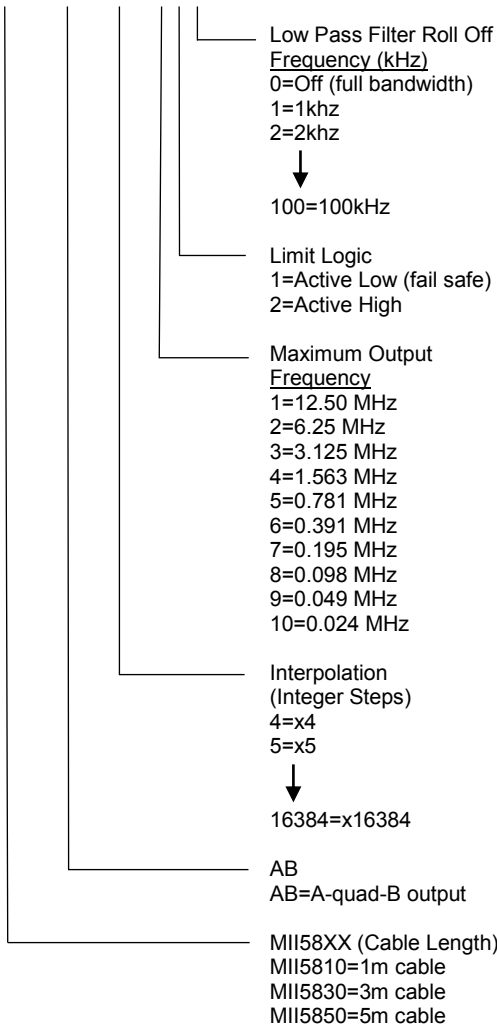 Low Pass Filter Roll Off
Frequency (kHz)
0=Off (full bandwidth)
1=1khz
2=2khz
100=100kHz
Limit Logic
1=Active Low (fail safe)
2=Active High
Maximum Output
Frequency
1=12.50 MHz
2=6.25 MHz
3=3.125 MHz
4=1.563 MHz
5=0.781 MHz
6=0.391 MHz
7=0.195 MHz
8=0.098 MHz
9=0.049 MHz
10=0.024 MHz
Interpolation
(Integer Steps)
4=x4
5=x5
16384=x16384
AB
AB=A-quad-B output
MII58XX (Cable Length)
MII5810=1m cable
MII5830=3m cable
MII5850=5m cable